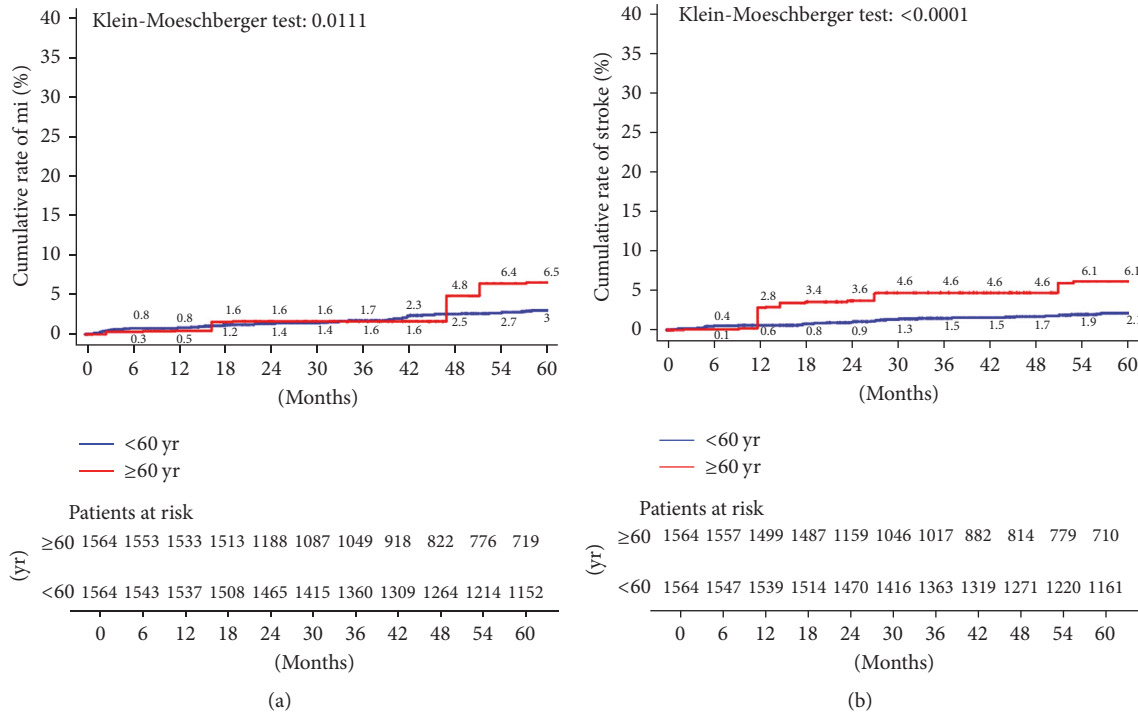 Klein-Moeschberger test: 0.0111
Cumulative rate of mi (%)
40
35
30
25
20
15
10
5
0
0.8 0.8 1.6 1.6 1.6 1.7 2.3 4.8 6.4 6.5
0.3 0.5 1.2 1.4 1.4 1.6 1.6 2.5 2.7 3
0 6 12 18 24 30 36 42 48 54 60
(Months)
<60 yr
≥60 yr
Patients at risk
(yr)
≥60 1564 1553 1533 1513 1188 1087 1049 918 822 776 719
<60 1564 1543 1537 1508 1465 1415 1360 1309 1264 1214 1152
0 6 12 18 24 30 36 42 48 54 60
(Months)
(a)
Klein-Moeschberger test: <0.0001
Cumulative rate of stroke (%)
40
35
30
25
20
15
10
5
0
0.4 2.8 3.4 3.6 4.6 4.6 4.6 4.6 6.1 6.1
0.1 0.6 0.8 0.9 1.3 1.5 1.5 1.7 1.9
0 6 12 18 24 30 36 42 48 54 60
(Months)
<60 yr
≥60 yr
Patients at risk
(yr)
≥60 1564 1557 1499 1487 1159 1046 1017 882 814 779 710
<60 1564 1547 1539 1514 1470 1416 1363 1319 1271 1220 1161
0 6 12 18 24 30 36 42 48 54 60
(Months)
(b)